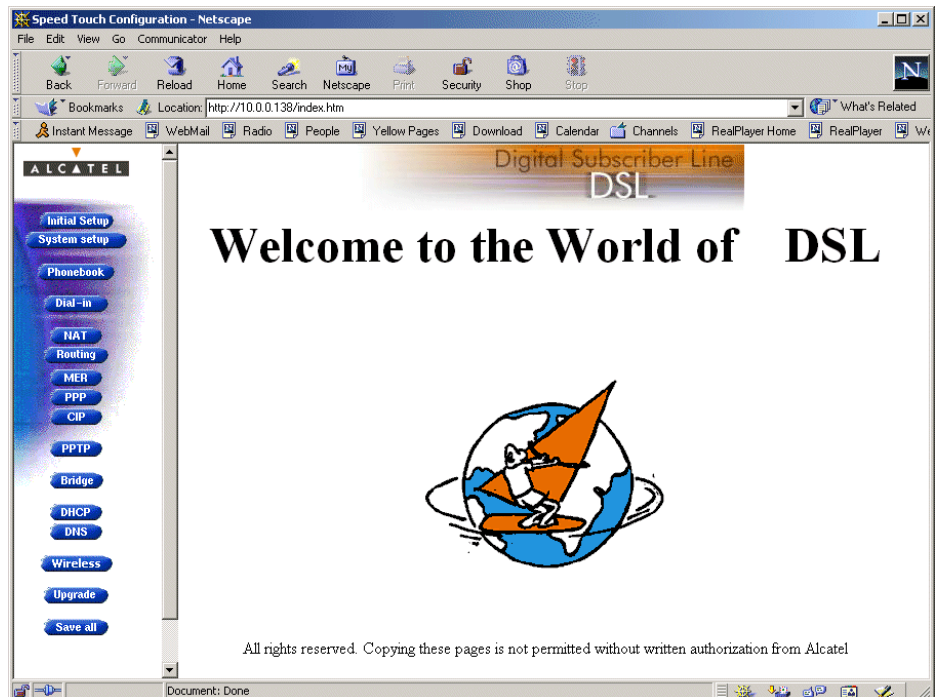 Speed Touch Configuration - Netscape
File Edit View Go Communicator Help
Back Forward Reload Home Search Netscape Print Security Shop Stop
Bookmarks Location: http://10.0.0.138/index.htm What's Related
Instant Message WebMail Radio People Yellow Pages Download Calendar Channels RealPlayer Home RealPlayer
ALCATEL
Digital Subscriber Line
DSL
Initial Setup
System setup
Welcome to the World of DSL
Phonebook
Dial-in
NAT
Routing
MER
PPP
CIP
PPTP
Bridge
DHCP
DNS
Wireless
Upgrade
Save all
All rights reserved. Copying these pages is not permitted without written authorization from Alcatel
Document: Done